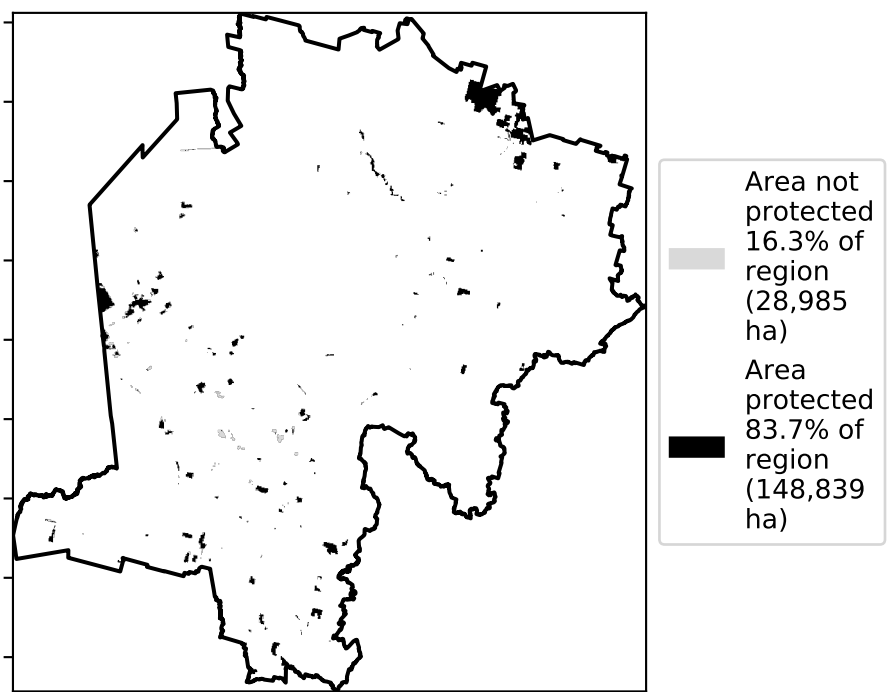 Area not
protected
16.3% of
region
(28,985
ha)
Area
protected
83.7% of
region
(148,839
ha)